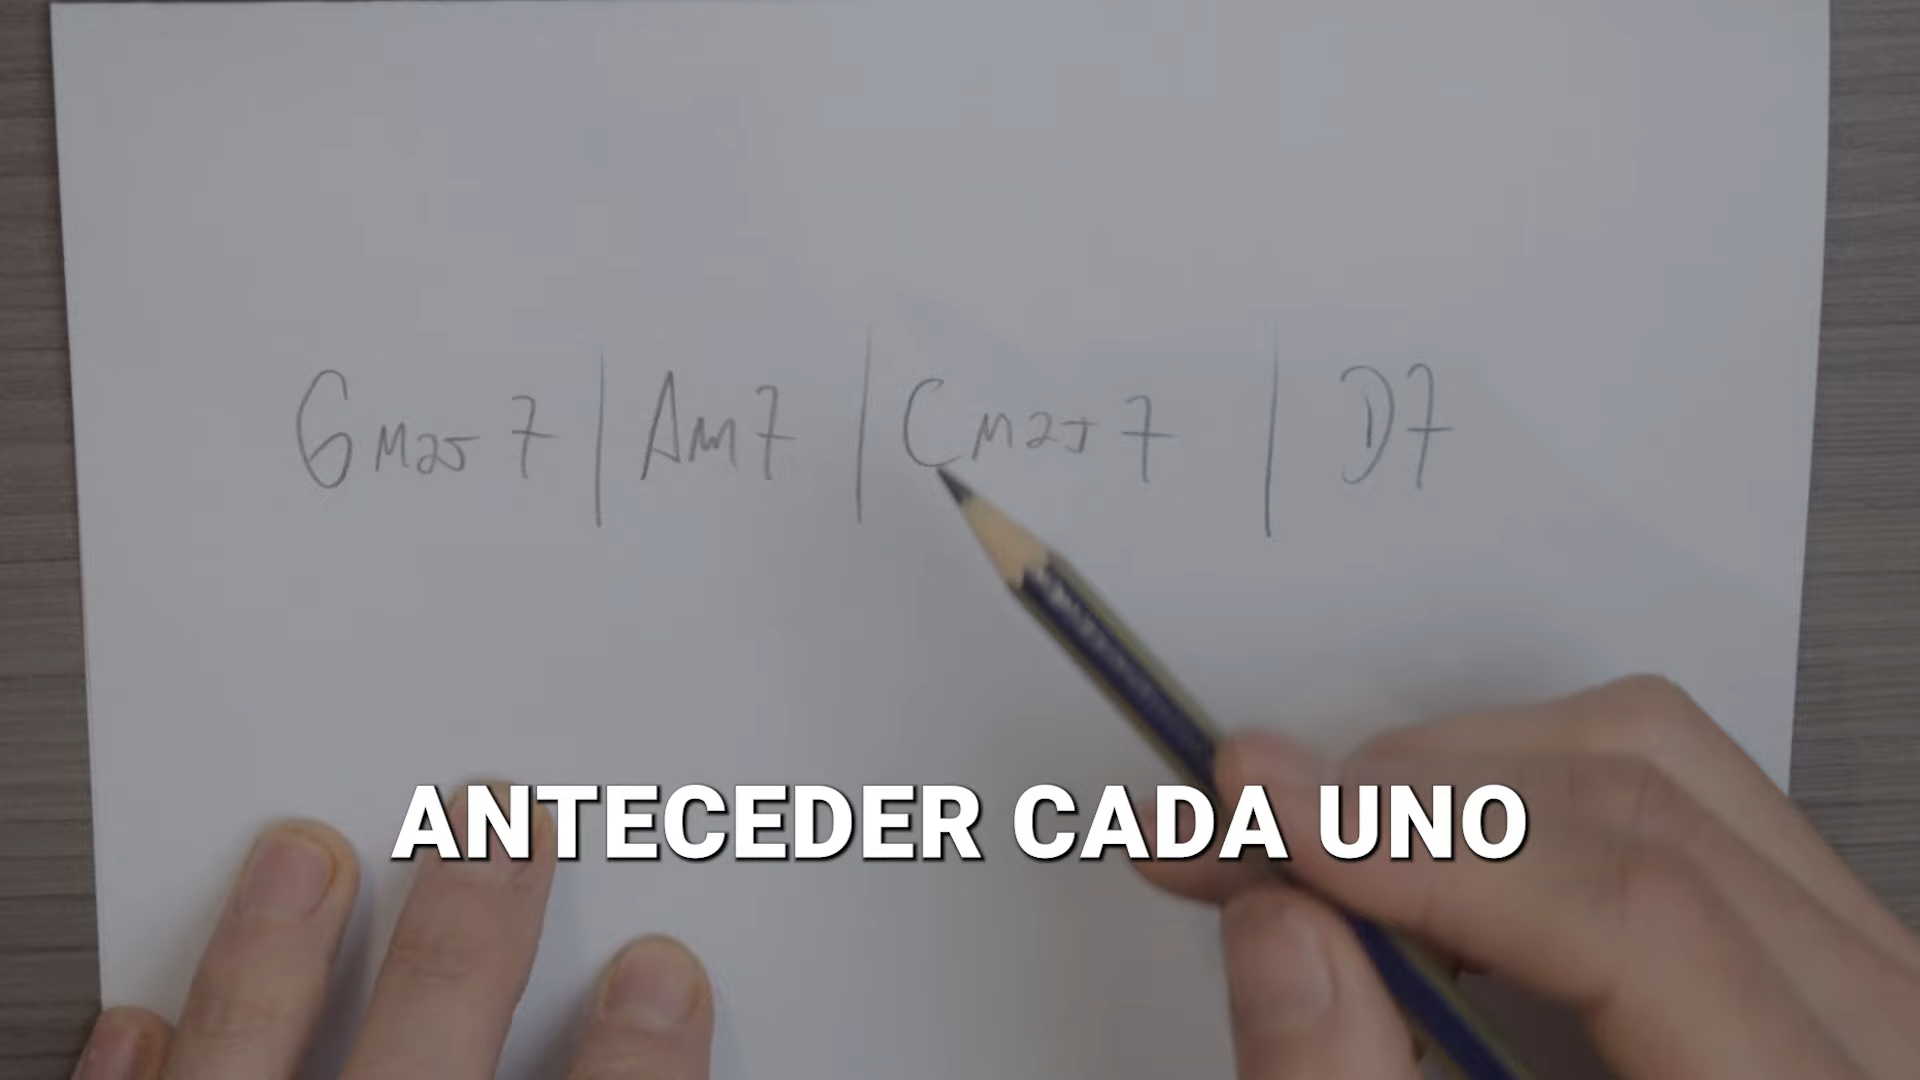 Gmaj7 | Am7 | Cmaj7 | D7
ANTECEDER CADA UNO